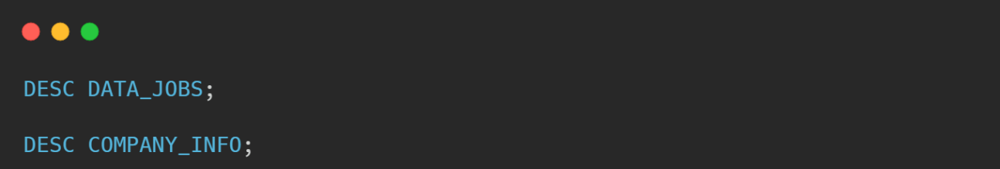 DESC DATA_JOBS;
DESC COMPANY_INFO;